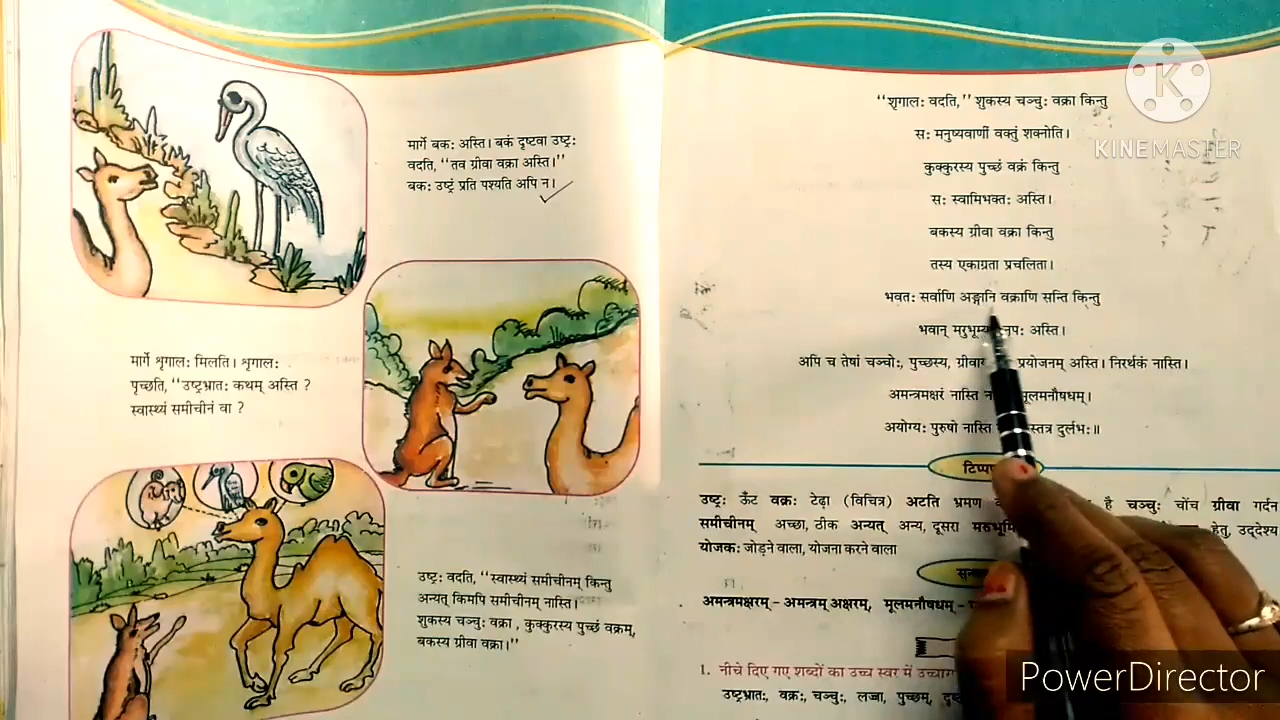 मार्गे बकः अस्ति। बकं दृष्टवा उष्ट्रः
वदति, "तव ग्रीवा वक्रा अस्ति।"
बकः उष्ट्रं प्रति पश्यति अपि न।
मार्गे शृगालः मिलति। शृगालः
पृच्छति, "उष्ट्रभ्रातः कथम् अस्ति ?
स्वास्थ्यं समीचीनं वा ?
उष्ट्रः वदति, "स्वास्थ्यं समीचीनम् किन्तु
अन्यत् किमपि समीचीनम् नास्ति।
शुकस्य चञ्चुः वक्रा , कुक्कुरस्य पुच्छं वक्रम्,
बकस्य ग्रीवा वक्रा।"
"शृगालः वदति," शुकस्य चञ्चुः वक्रा किन्तु
सः मनुष्यवाणीं वक्तुं शक्नोति।
कुक्कुरस्य पुच्छं वक्रं किन्तु
सः स्वामिभक्तः अस्ति।
बकस्य ग्रीवा वक्रा किन्तु
तस्य एकाग्रता प्रचलिता।
भवतः सर्वाणि अङ्गानि वक्राणि सन्ति किन्तु
भवान् नृपः अस्ति।
अपि च तेषां चञ्चोः, पुच्छस्य, प्रयोजनम् अस्ति। निरर्थकं नास्ति।
अमन्त्रमक्षरं नास्ति मूलमनौषधम्।
अयोग्यः पुरुषो नास्ति दुर्लभः॥
उष्ट्रः ऊँट वक्रः टेढ़ा (विचित्र) अटति भ्रमण है चञ्चुः चोंच ग्रीवा गर्दन
समीचीनम् अच्छा, ठीक अन्यत् अन्य, दूसरा हेतु, उद्देश्य
योजकः जोड़ने वाला, योजना करने वाला
अमन्त्रमक्षरम् – अमन्त्रम् अक्षरम्, मूलमनौषधम् –
1. नीचे दिए गए शब्दों का उच्च स्वर में
उष्ट्रभ्रातः, वक्रः, चञ्चुः, लज्जा, पुच्छम्,
KINEMASTER
PowerDirector